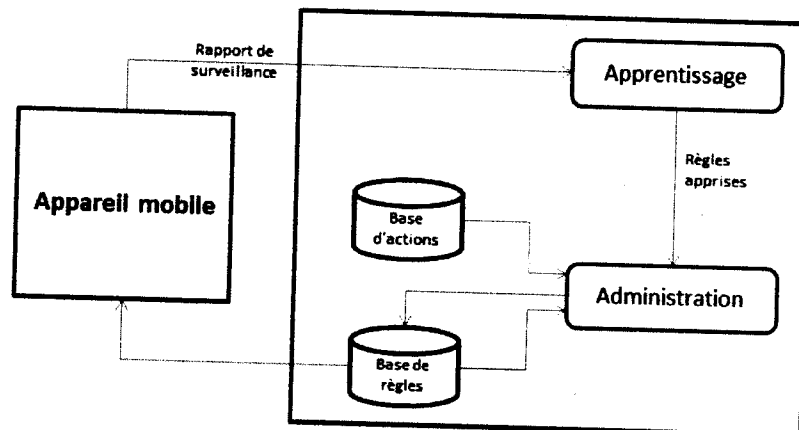 Rapport de
surveillance
Apprentissage
Règles
apprises
Appareil mobile
Base
d'actions
Administration
Base de
règles